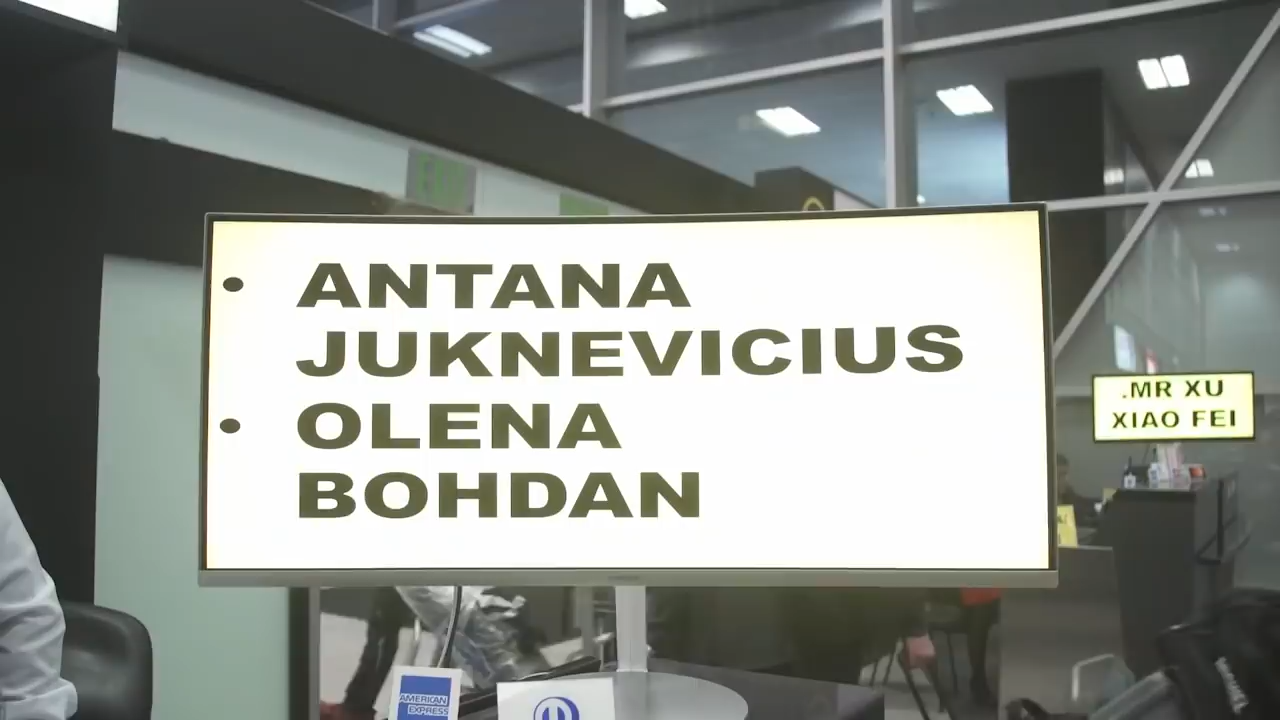 • ANTANA
JUKNEVICIUS
• OLENA
BOHDAN
.MR XU
XIAO FEI
AMERICAN
EXPRESS